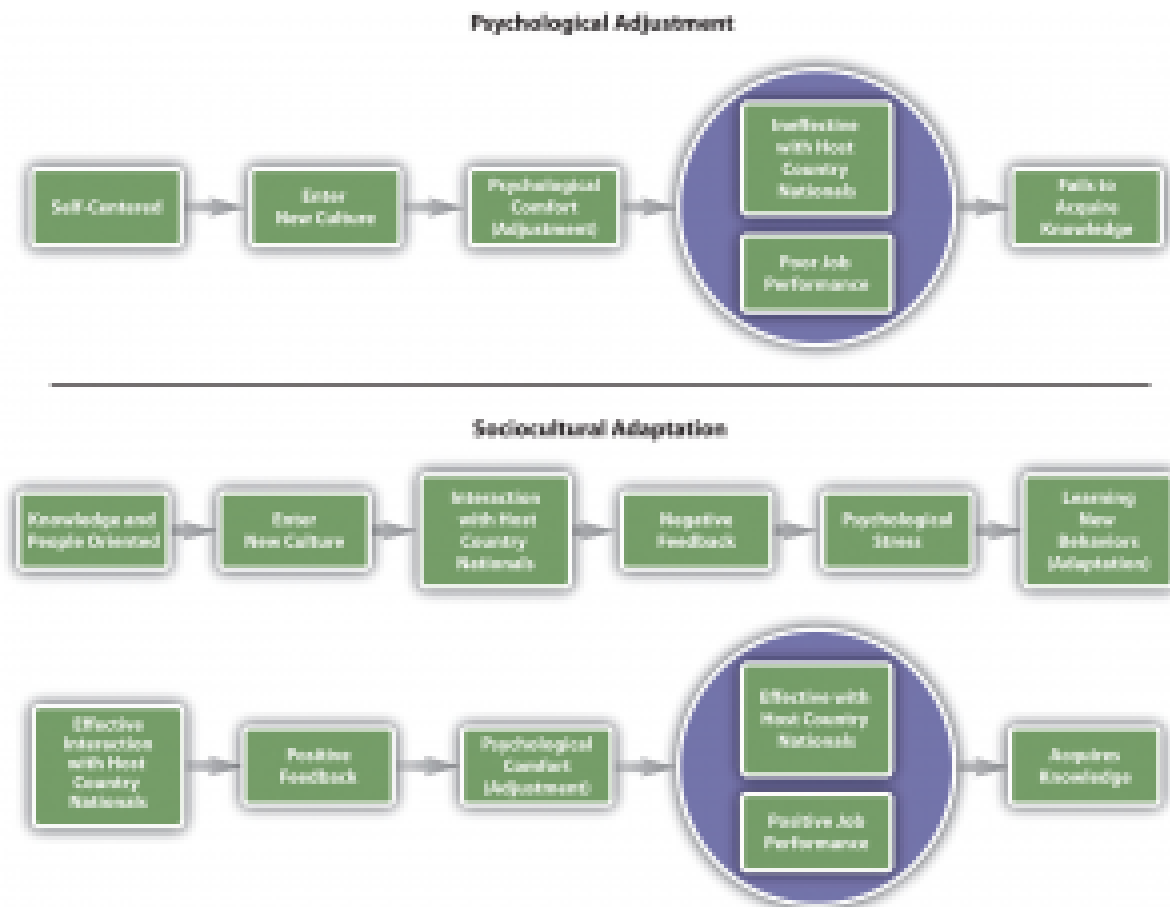 Psychological Adjustment
Self-Centered
Enter
New Culture
Psychological
Comfort
(Adjustment)
Ineffective
with Host
Country
Nationals
Poor Job
Performance
Fails to
Acquire
Knowledge
Sociocultural Adaptation
Knowledge and
People Oriented
Enter
New Culture
Interaction
with Host
Country
Nationals
Negative
Feedback
Psychological
Stress
Learning
New
Behaviors
(Adaptation)
Effective
Interaction
with Host
Country
Nationals
Positive
Feedback
Psychological
Comfort
(Adjustment)
Effective with
Host Country
Nationals
Positive Job
Performance
Acquires
Knowledge